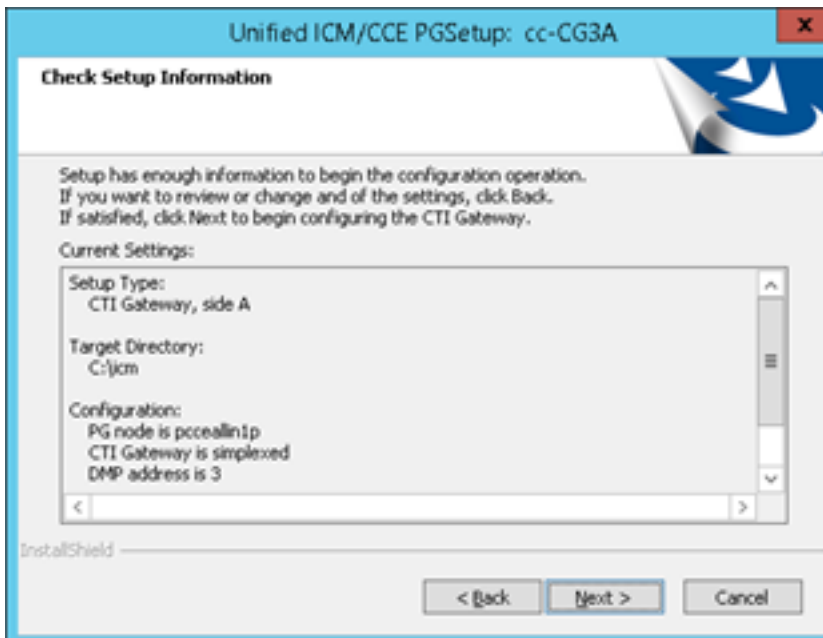 Unified ICM/CCE PGSetup: cc-CG3A
x
Check Setup Information
Setup has enough information to begin the configuration operation.
If you want to review or change and of the settings, click Back.
If satisfied, click Next to begin configuring the CTI Gateway.
Current Settings:
Setup Type:
CTI Gateway, side A
Target Directory:
C:\icm
Configuration:
PG node is pcceallin1p
CTI Gateway is simplexed
DMP address is 3
InstallShield
< Back
Next >
Cancel